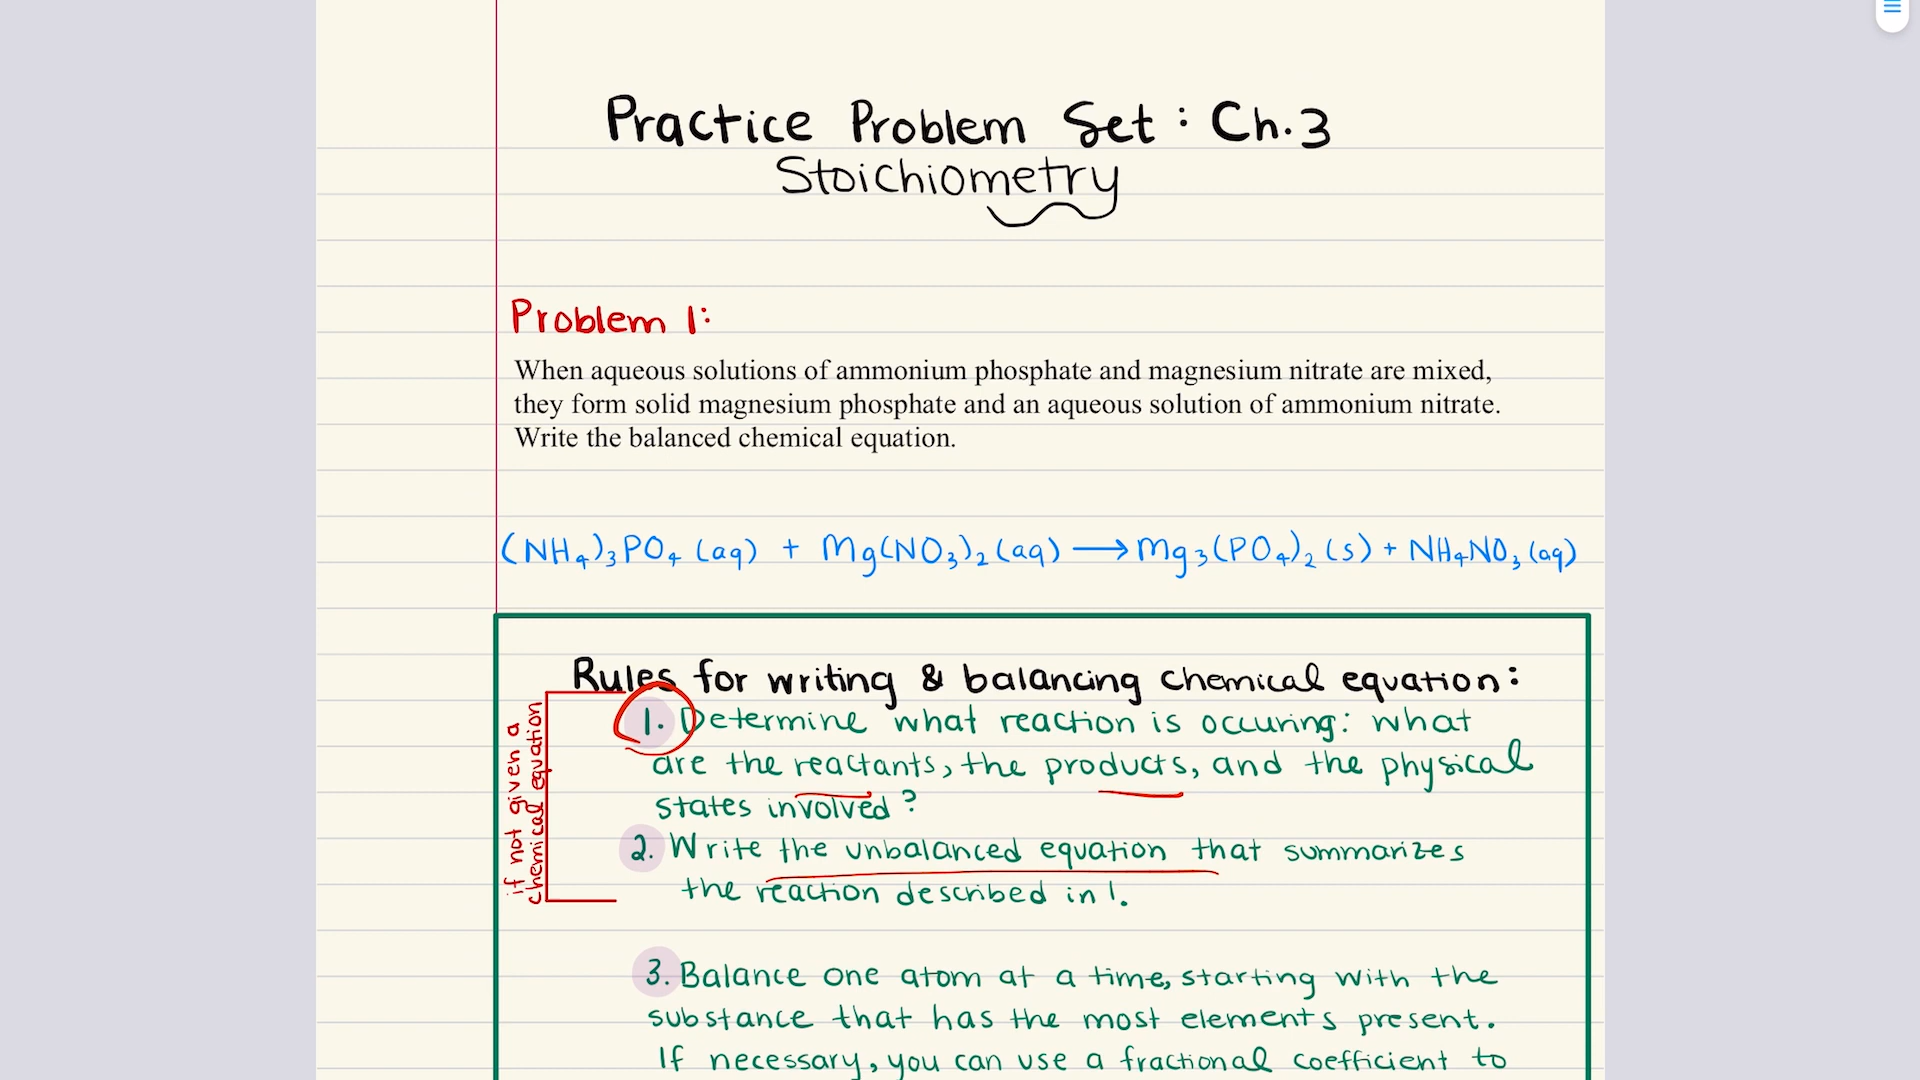 Practice Problem Set: Ch.3
Stoichiometry
Problem 1:
When aqueous solutions of ammonium phosphate and magnesium nitrate are mixed,
they form solid magnesium phosphate and an aqueous solution of ammonium nitrate.
Write the balanced chemical equation.
(NH₄)₃PO₄ (aq) + Mg(NO₃)₂ (aq) ⟶ Mg₃(PO₄)₂ (s) + NH₄NO₃ (aq)
Rules for writing & balancing chemical equation:
if not given a
chemical equation
1. Determine what reaction is occuring: what
are the reactants, the products, and the physical
states involved?
2. Write the unbalanced equation that summarizes
the reaction described in 1.
3. Balance one atom at a time, starting with the
substance that has the most elements present.
If necessary, you can use a fractional coefficient to